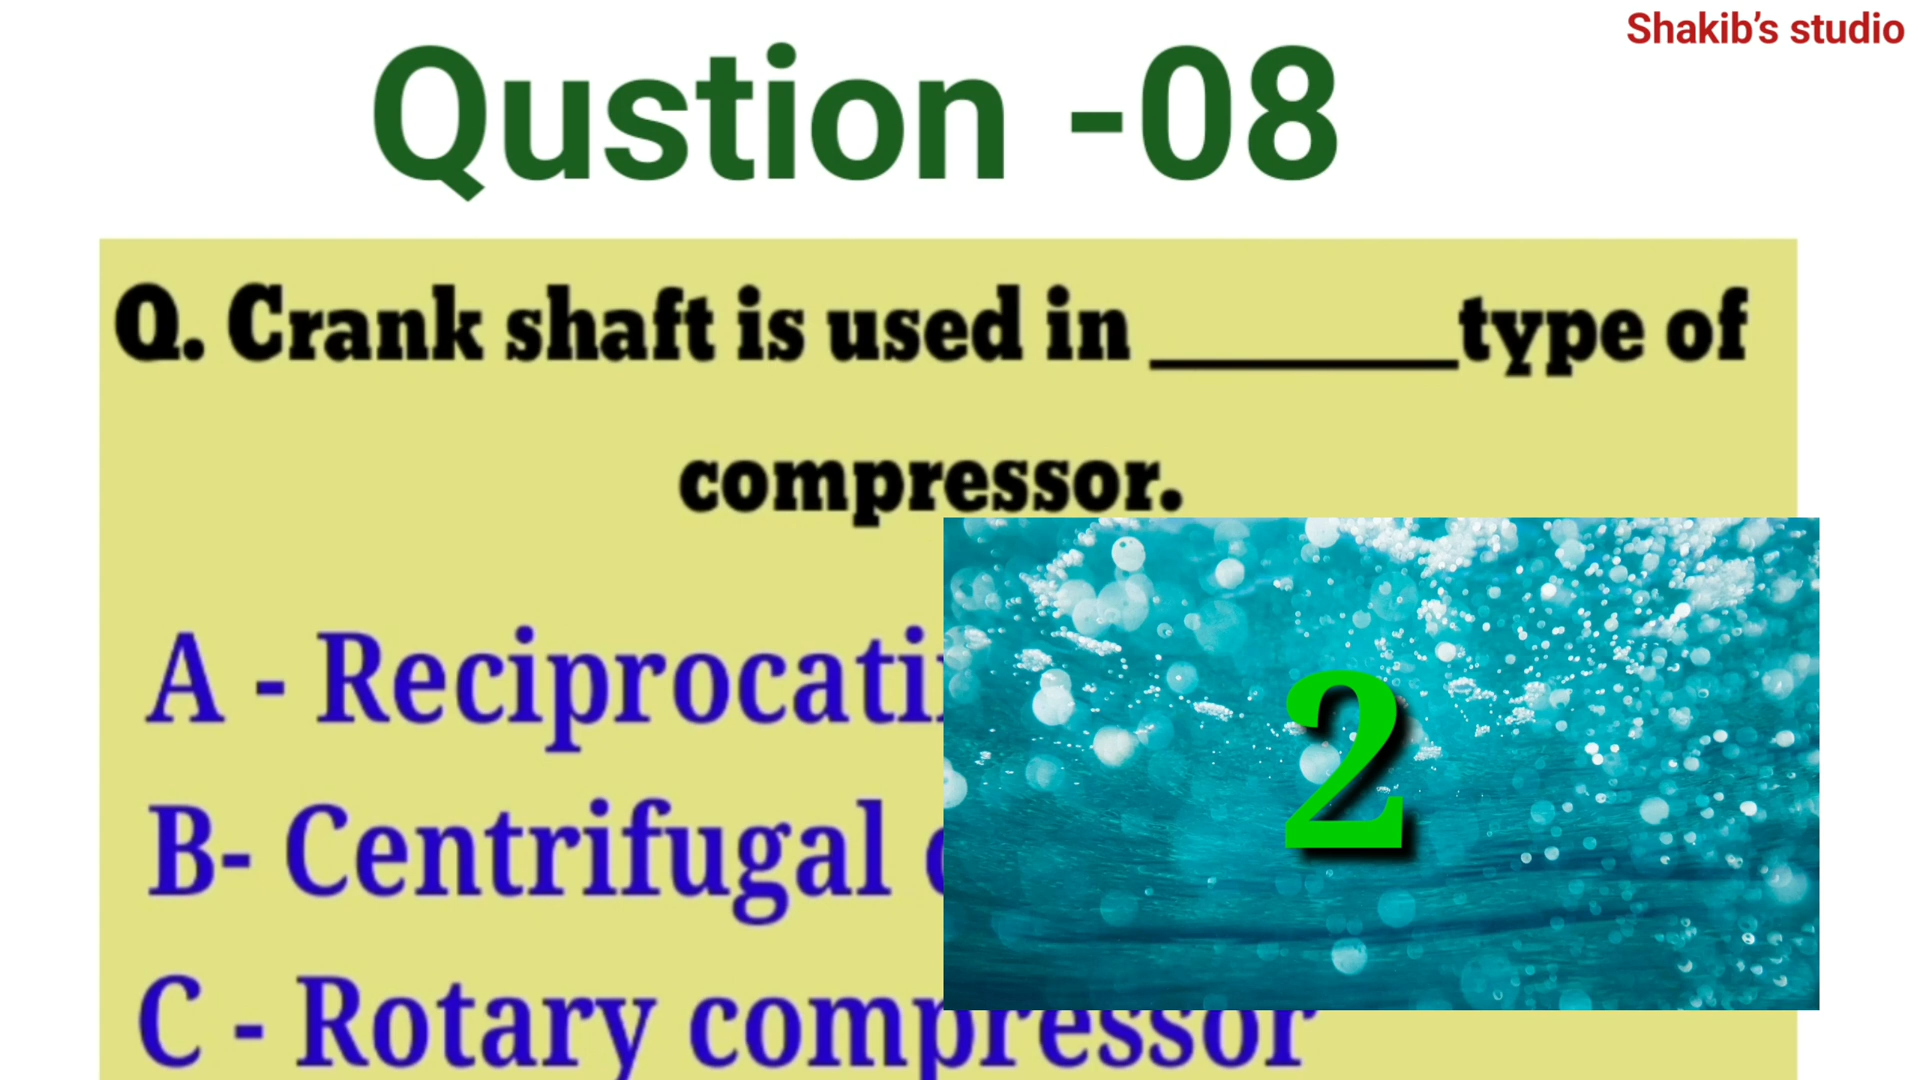 Shakib's studio
Qustion -08
Q. Crank shaft is used in ________type of
compressor.
A - Reciprocati
B- Centrifugal
2
C - Rotary compressor